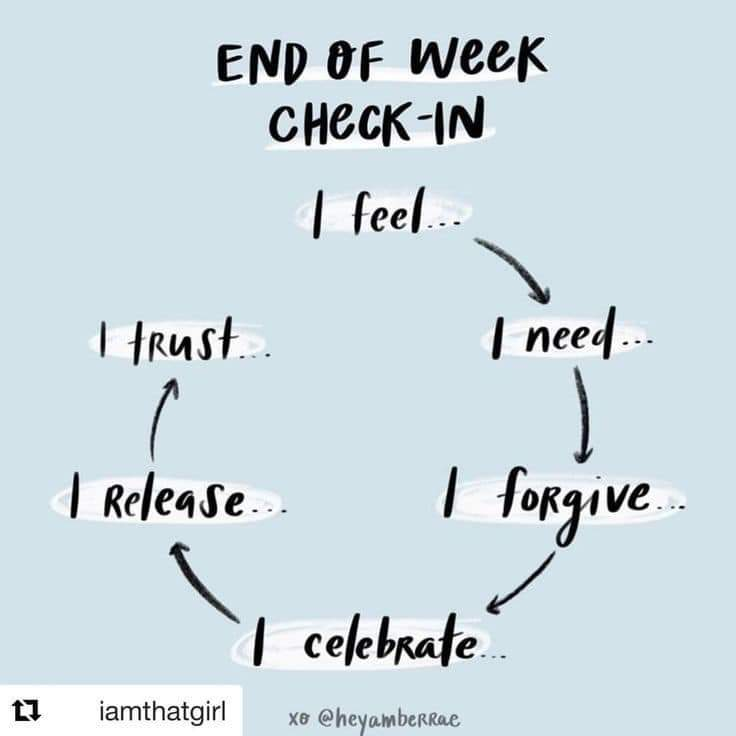 END OF WEEK
CHECK-IN
I feel...
I need...
I forgive...
I celebrate...
I Release...
I TRUST...
iamthatgirl
xo @heyamberrae